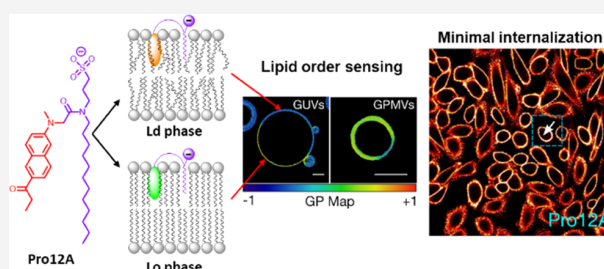 Minimal internalization
Lipid order sensing
Ld phase
GUVs
GPMVs
-1
GP Map
+1
Lo phase
Pro12A
Pro12A
O
S
O
O
O
N
N
O